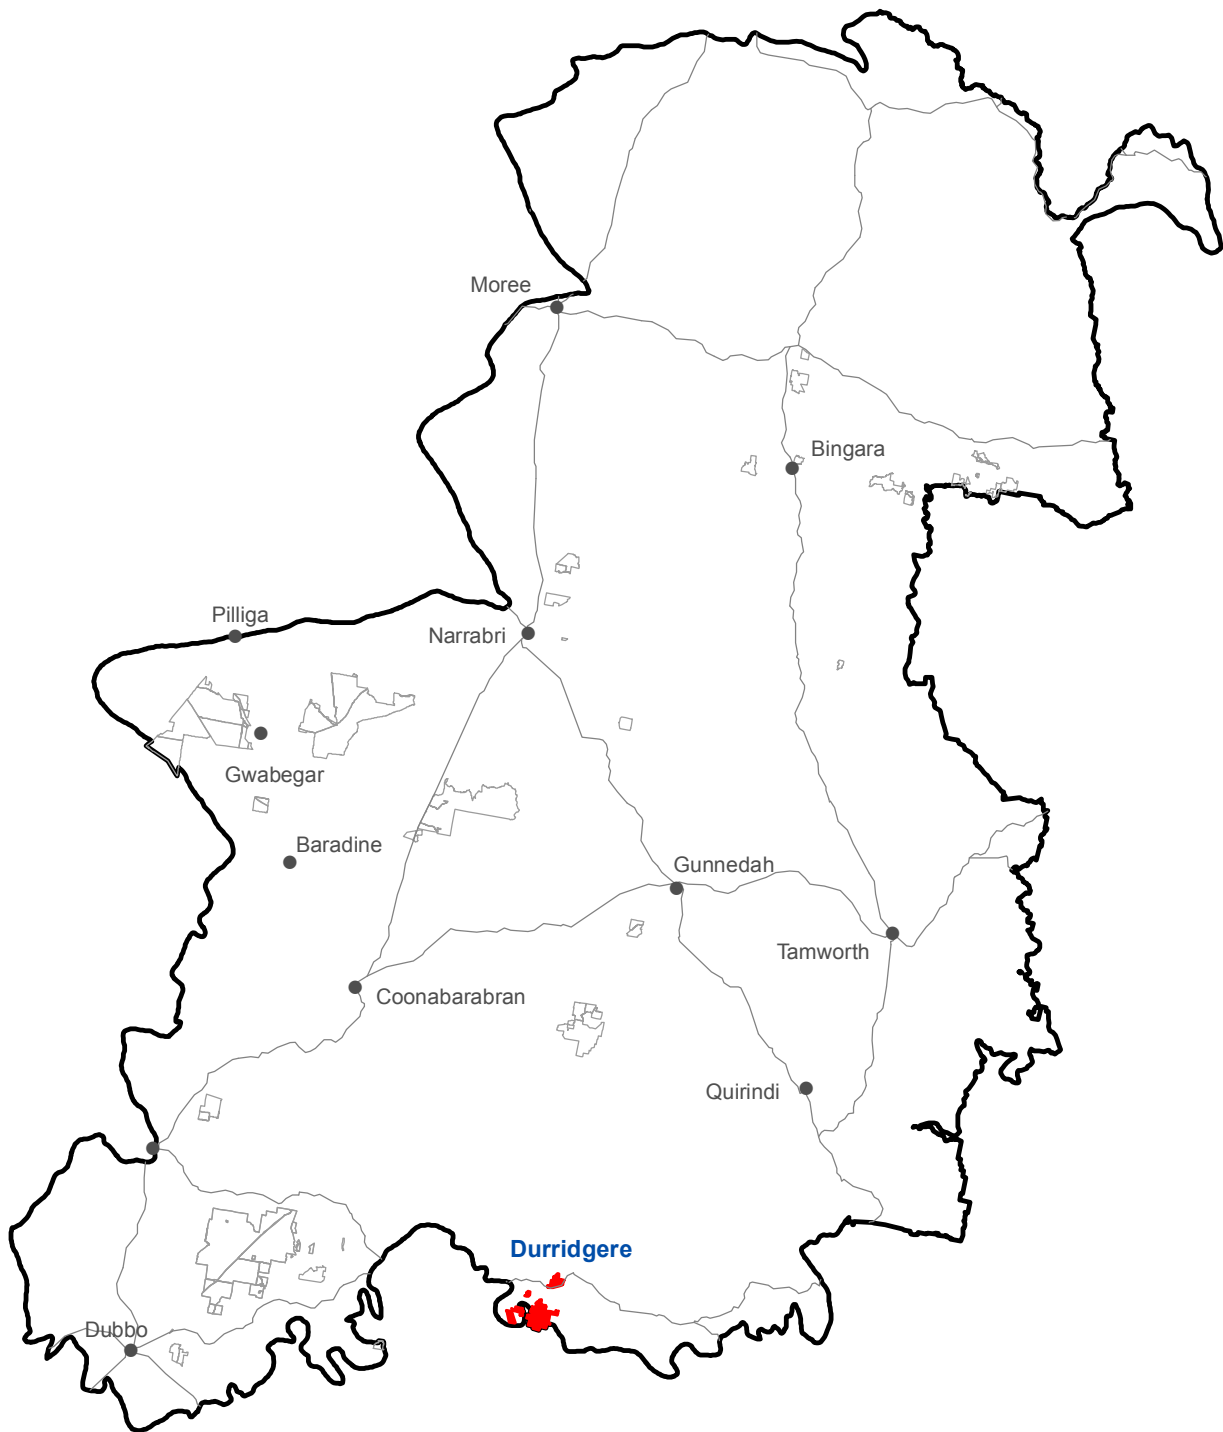 Moree
Bingara
Pilliga
Narrabri
Gwabegar
Baradine
Gunnedah
Tamworth
Coonabarabran
Quirindi
Durridgere
Dubbo